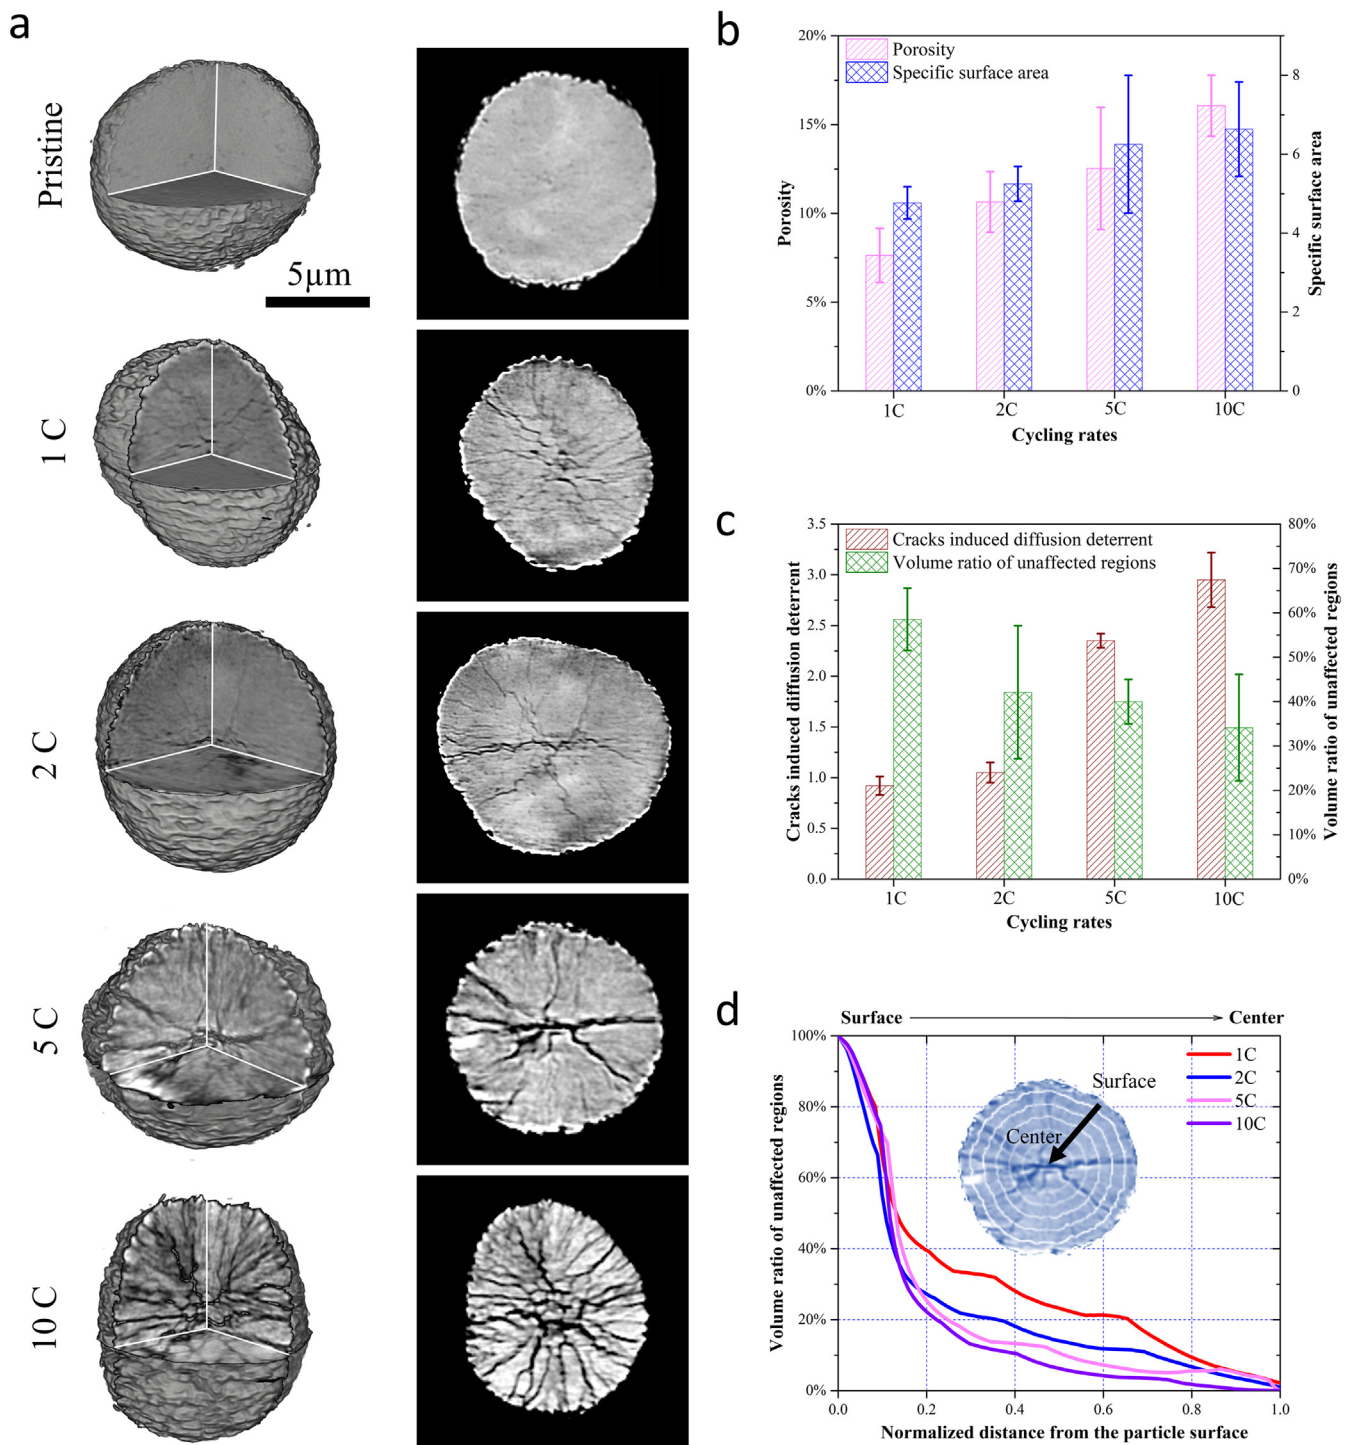 a
Pristine
5μm
1 C
2 C
5 C
10 C
b
20%
15%
10%
5%
0%
Porosity
Porosity
Specific surface area
8
6
4
2
0
Specific surface area
1C
2C
5C
10C
Cycling rates
c
3.5
3.0
2.5
2.0
1.5
1.0
0.5
0.0
Cracks induced diffusion deterrent
Cracks induced diffusion deterrent
Volume ratio of unaffected regions
80%
70%
60%
50%
40%
30%
20%
10%
0%
Volume ratio of unaffected regions
1C
2C
5C
10C
Cycling rates
d
Surface
Center
100%
80%
60%
40%
20%
0%
Volume ratio of unaffected regions
1C
2C
5C
10C
Surface
Center
0.0
0.2
0.4
0.6
0.8
1.0
Normalized distance from the particle surface